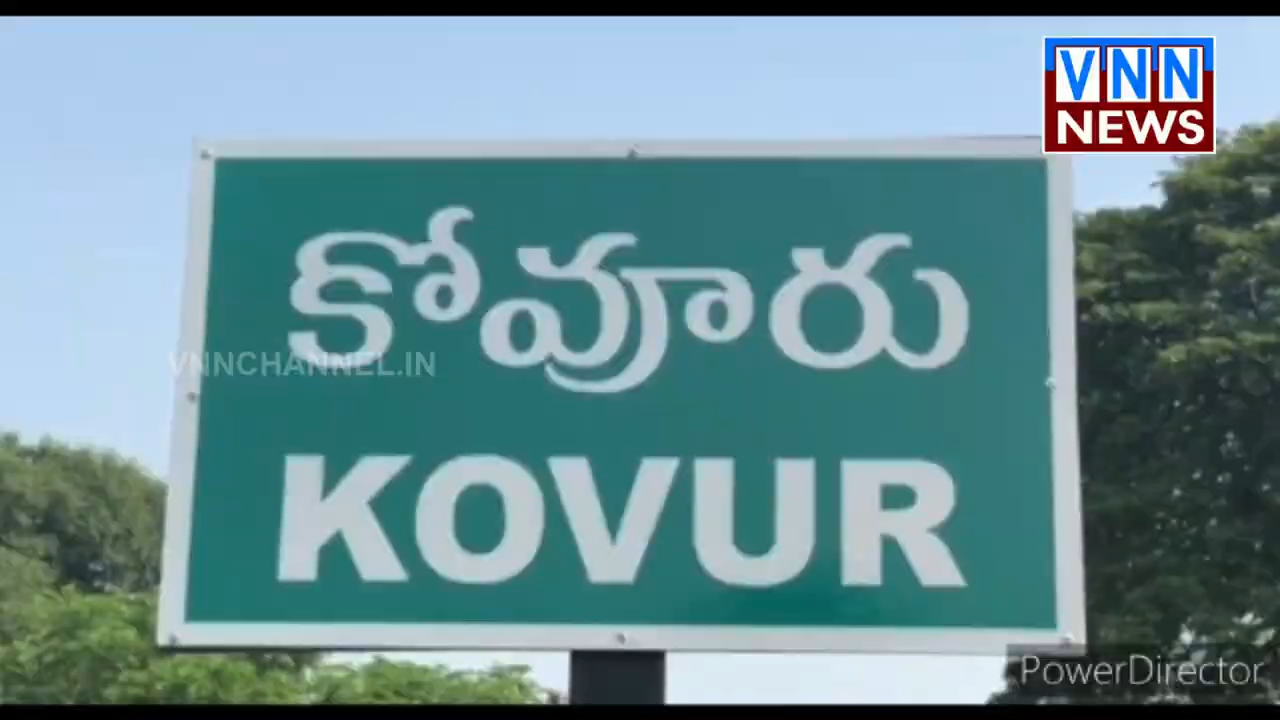 VNN
NEWS
కోవూరు
VNNCHANNEL.IN
KOVUR
PowerDirector